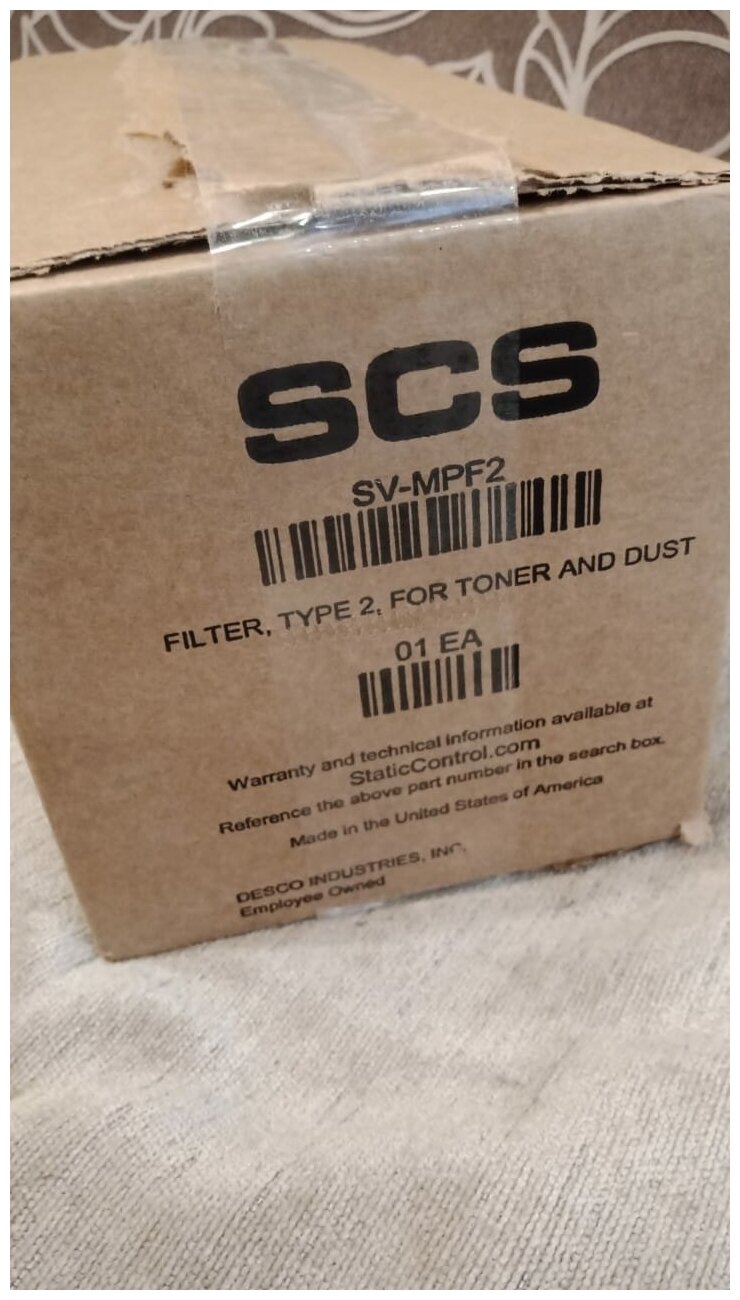 SCS
SV-MPF2
FILTER, TYPE 2, FOR TONER AND DUST
01 EA
Warranty and technical information available at
StaticControl.com
Reference the above part number in the search box.
Made in the United States of America
DESCO INDUSTRIES, INC.
Employee Owned